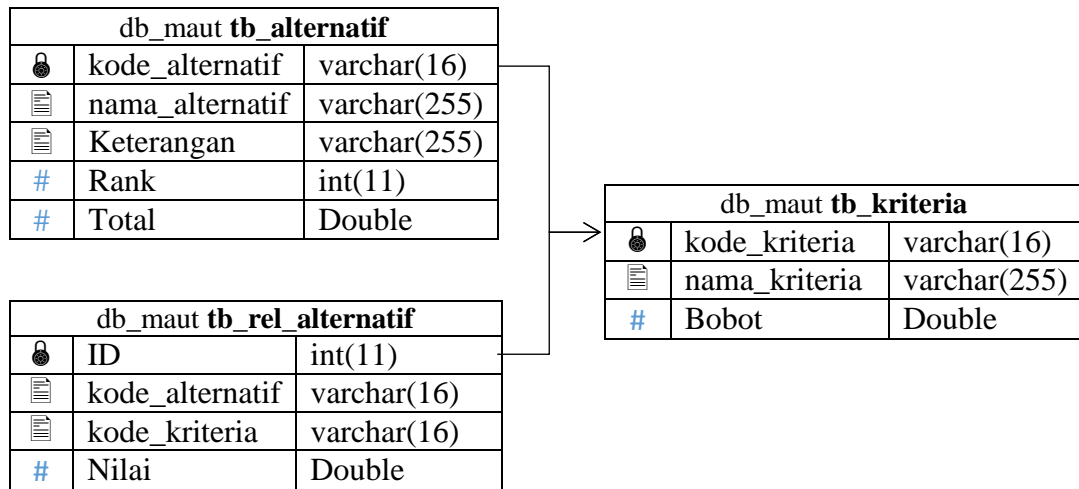 db_maut tb_alternatif
kode_alternatif varchar(16)
nama_alternatif varchar(255)
Keterangan varchar(255)
# Rank int(11)
# Total Double
db_maut tb_kriteria
kode_kriteria varchar(16)
nama_kriteria varchar(255)
# Bobot Double
db_maut tb_rel_alternatif
ID int(11)
kode_alternatif varchar(16)
kode_kriteria varchar(16)
# Nilai Double